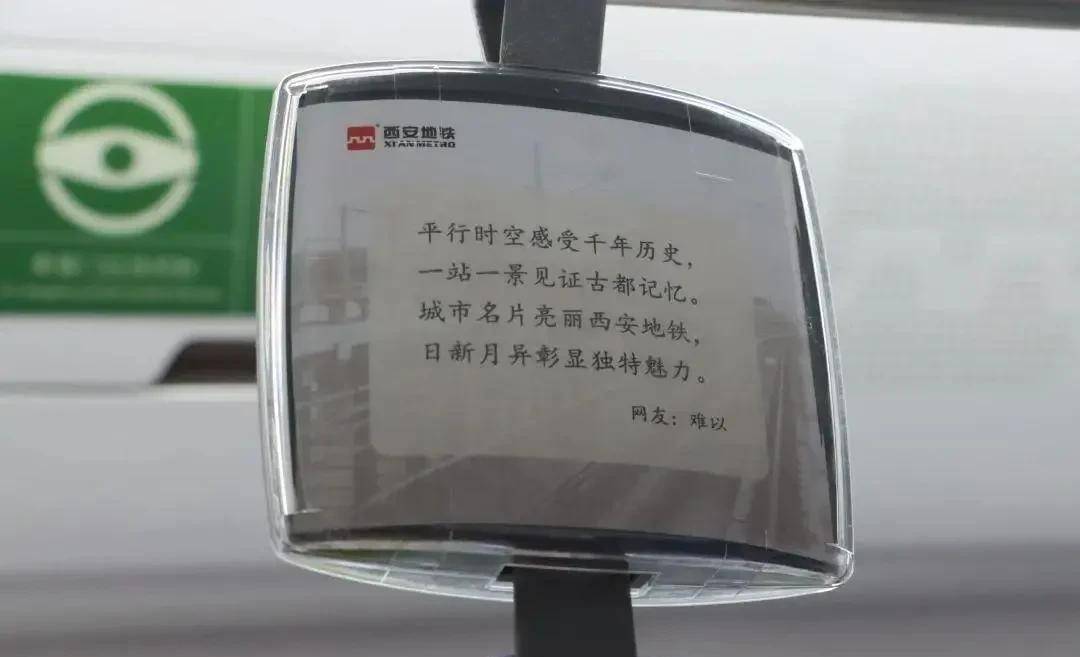 西安地铁
XI'AN METRO
平行时空感受千年历史，
一站一景见证古都记忆。
城市名片亮丽西安地铁，
日新月异彰显独特魅力。
网友：难以